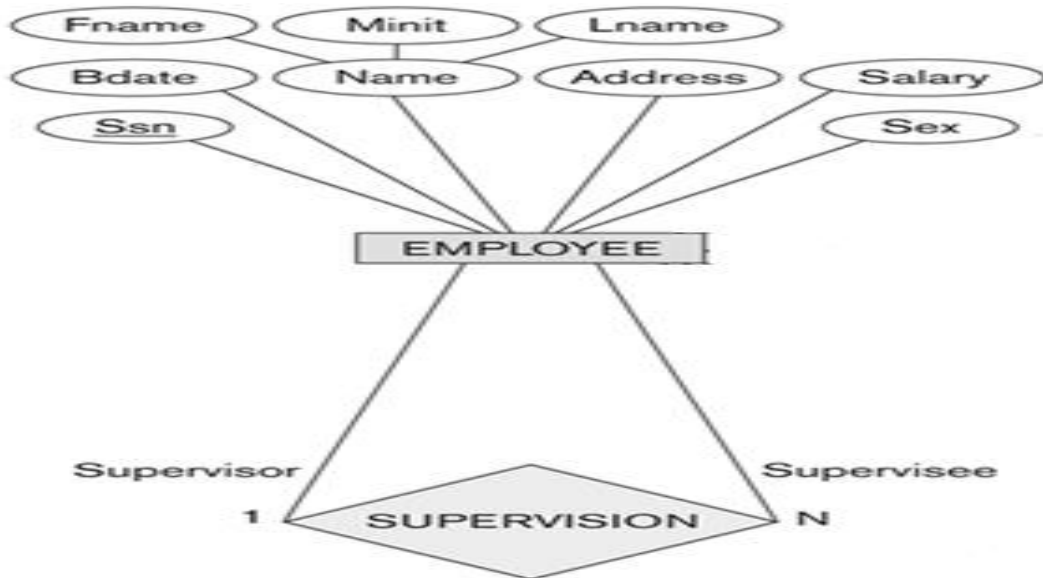 Fname Minit Lname
Bdate Name Address Salary
Ssn Sex
EMPLOYEE
Supervisor Supervisee
1 SUPERVISION N